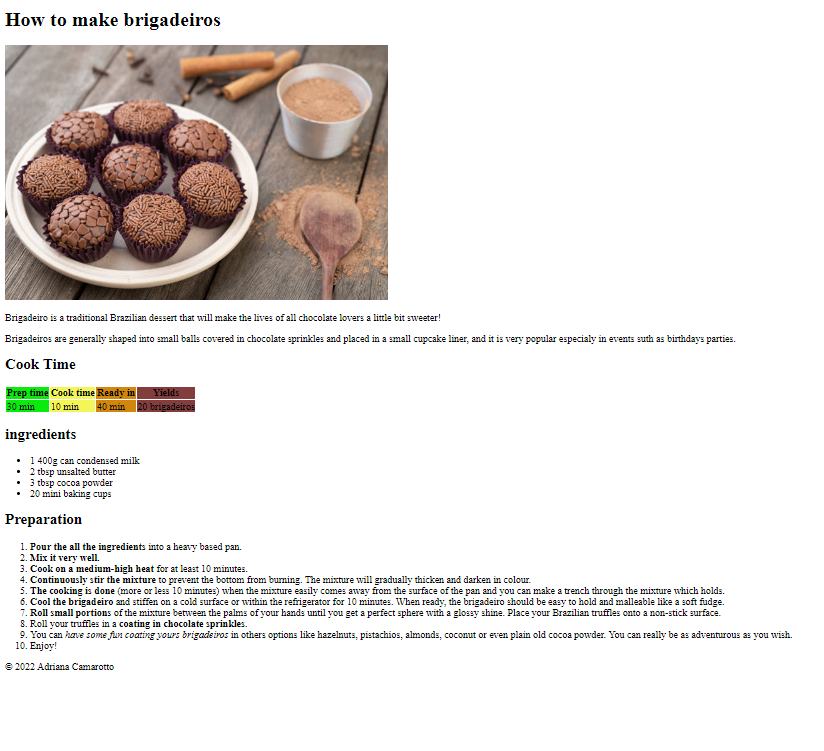 How to make brigadeiros
Brigadeiro is a traditional Brazilian dessert that will make the lives of all chocolate lovers a little bit sweeter!
Brigadeiros are generally shaped into small balls covered in chocolate sprinkles and placed in a small cupcake liner, and it is very popular especialy in events suth as birthdays parties.
Cook Time
Prep time Cook time Ready in Yields
30 min 10 min 40 min 20 brigadeiros
ingredients
• 1 400g can condensed milk
• 2 tbsp unsalted butter
• 3 tbsp cocoa powder
• 20 mini baking cups
Preparation
1. Pour the all the ingredients into a heavy based pan.
2. Mix it very well.
3. Cook on a medium-high heat for at least 10 minutes.
4. Continuously stir the mixture to prevent the bottom from burning. The mixture will gradually thicken and darken in colour.
5. The cooking is done (more or less 10 minutes) when the mixture easily comes away from the surface of the pan and you can make a trench through the mixture which holds.
6. Cool the brigadeiro and stiffen on a cold surface or within the refrigerator for 10 minutes. When ready, the brigadeiro should be easy to hold and malleable like a soft fudge.
7. Roll small portions of the mixture between the palms of your hands until you get a perfect sphere with a glossy shine. Place your Brazilian truffles onto a non-stick surface.
8. Roll your truffles in a coating in chocolate sprinkles.
9. You can have some fun coating yours brigadeiros in others options like hazelnuts, pistachios, almonds, coconut or even plain old cocoa powder. You can really be as adventurous as you wish.
10. Enjoy!
© 2022 Adriana Camarotto